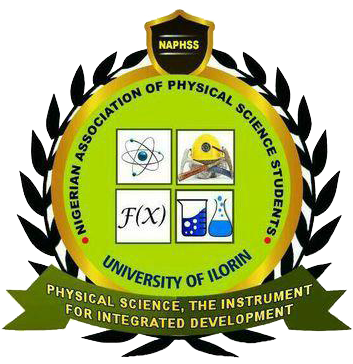 NAPHSS
NIGERIAN ASSOCIATION OF PHYSICAL SCIENCE STUDENTS
F(X)
UNIVERSITY OF ILORIN
PHYSICAL SCIENCE, THE INSTRUMENT
FOR INTEGRATED DEVELOPMENT